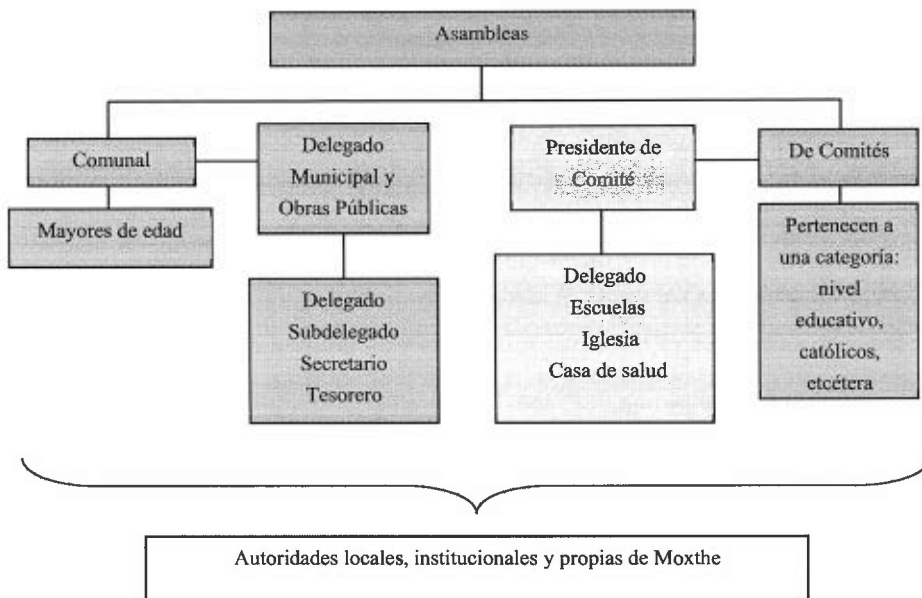 Asambleas
Comunal
Mayores de edad
Delegado
Municipal y
Obras Públicas
Delegado
Subdelegado
Secretario
Tesorero
Presidente de
Comité
Delegado
Escuelas
Iglesia
Casa de salud
De Comités
Pertenecen a
una categoría:
nivel
educativo,
católicos,
etcétera
Autoridades locales, institucionales y propias de Moxthe